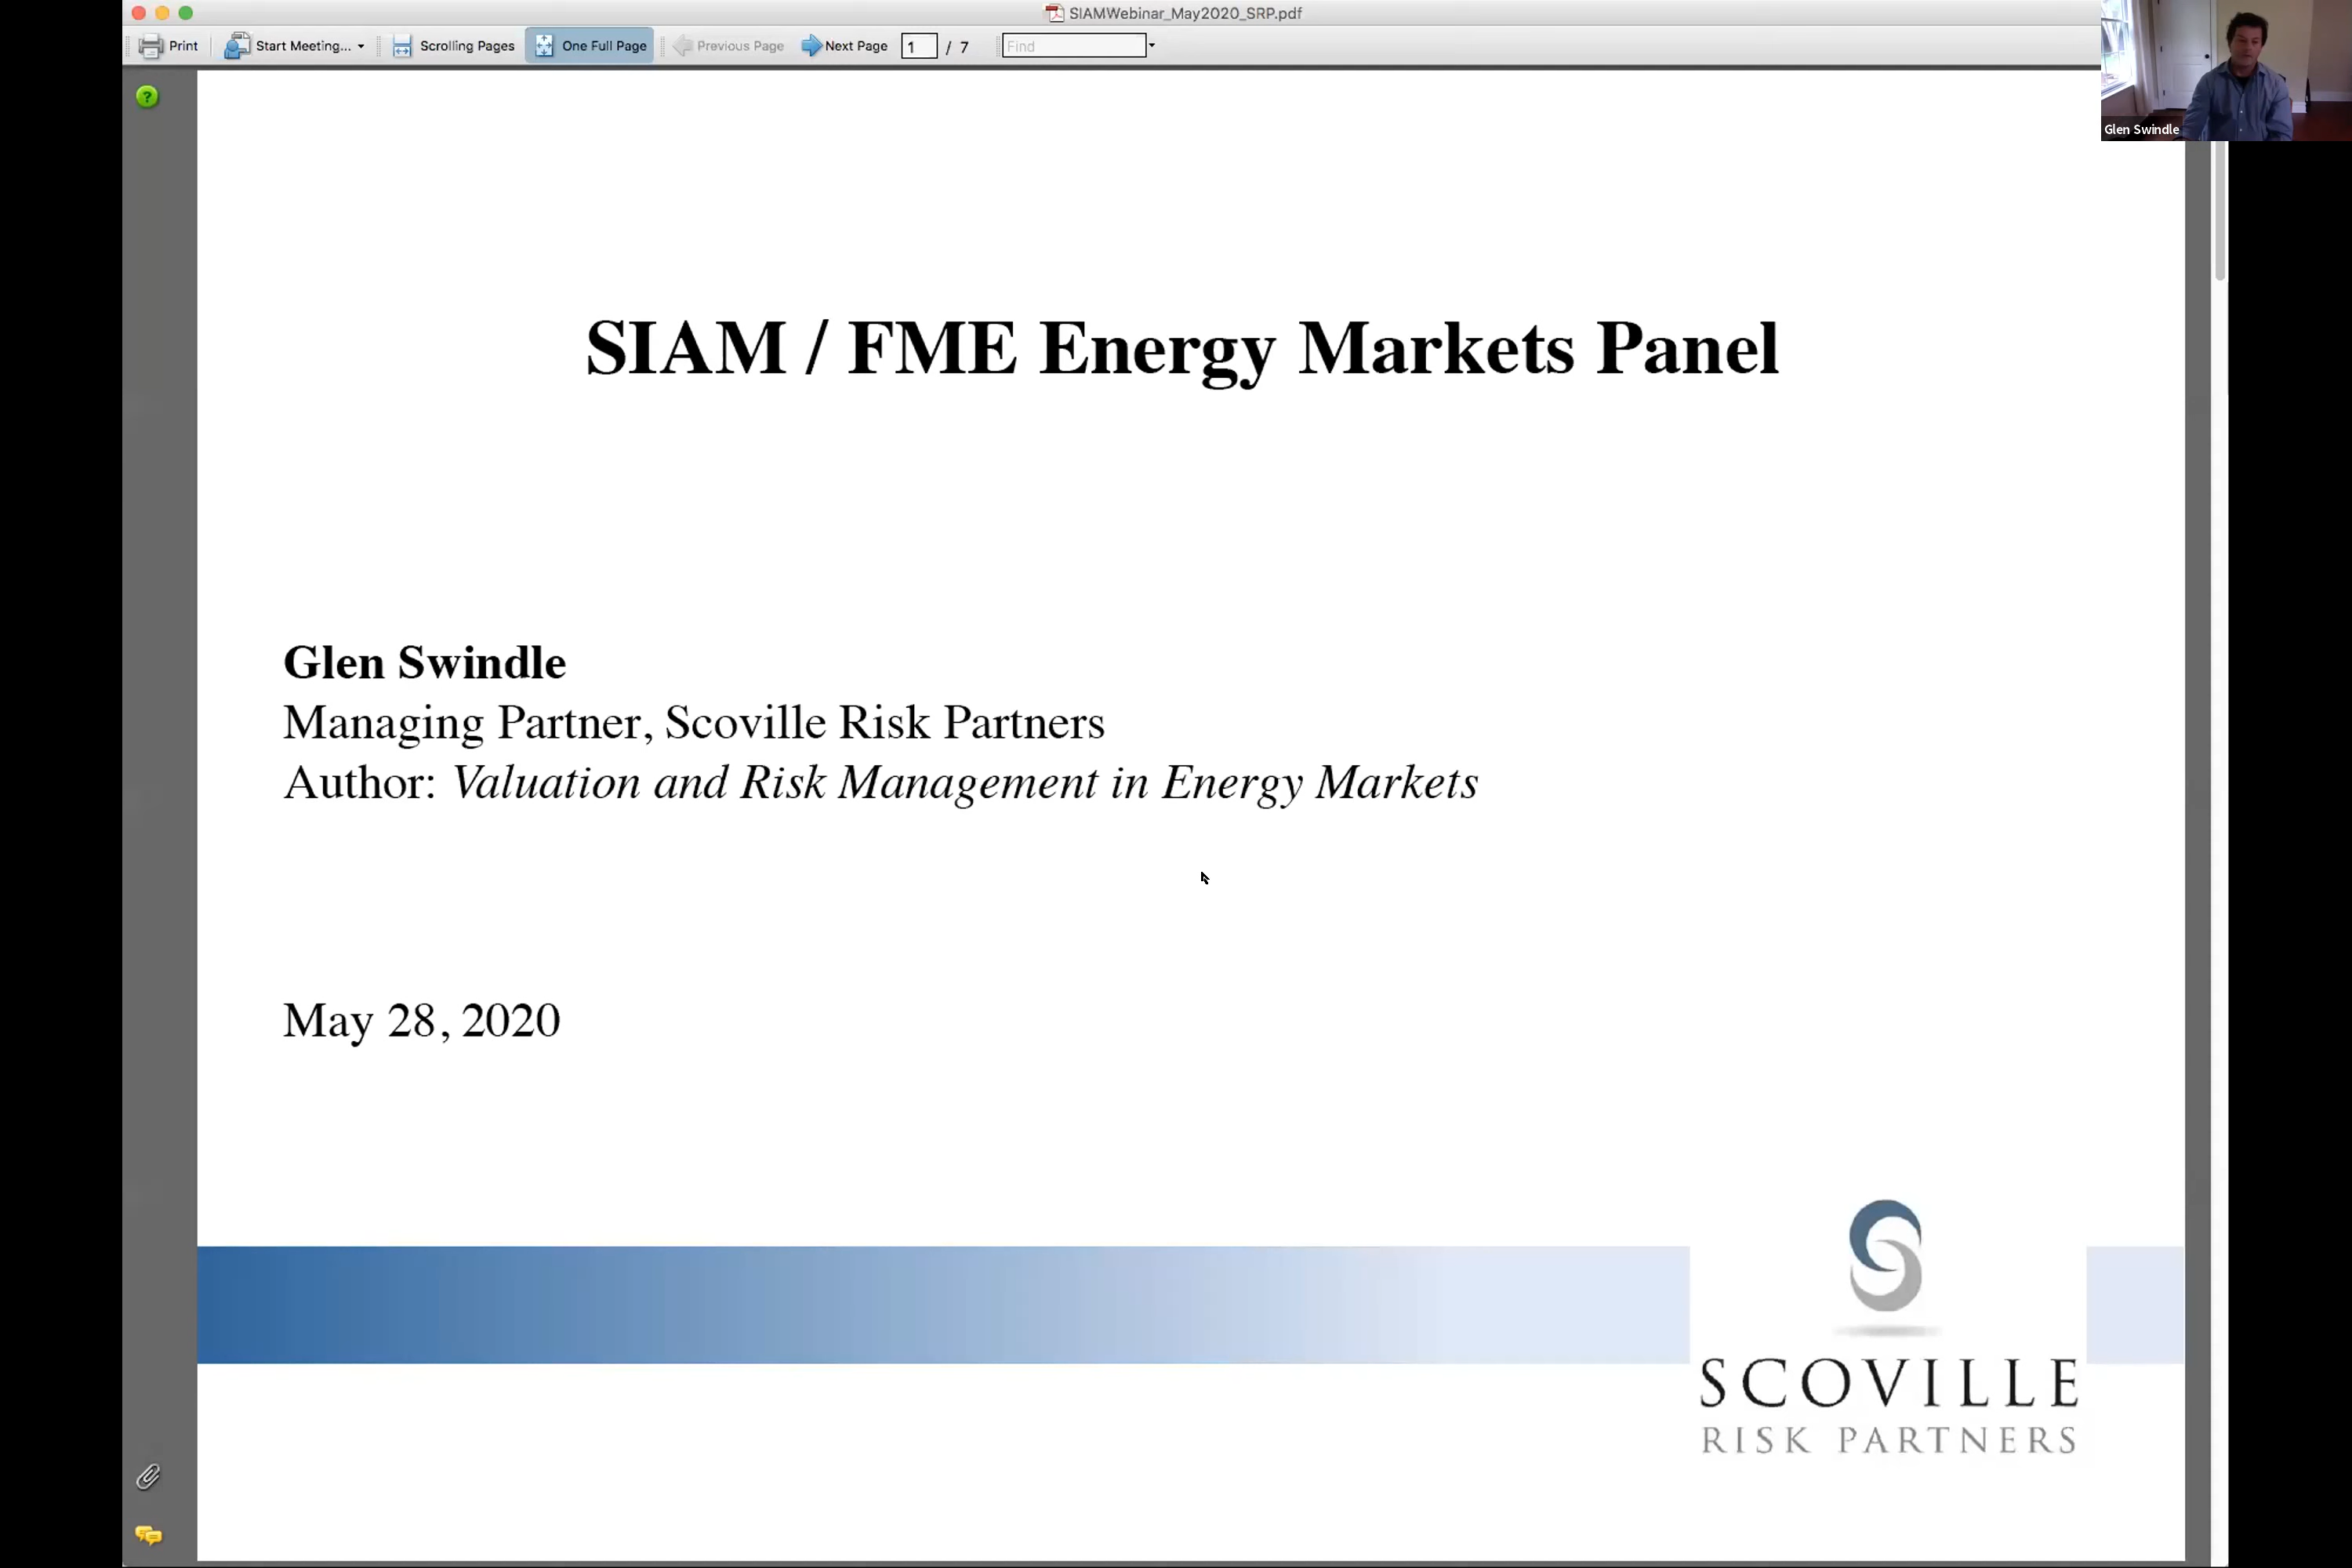 SIAMWebinar_May2020_SRP.pdf
Print Start Meeting... Scrolling Pages One Full Page Previous Page Next Page 1 / 7 Find
Glen Swindle
SIAM / FME Energy Markets Panel
Glen Swindle
Managing Partner, Scoville Risk Partners
Author: Valuation and Risk Management in Energy Markets
May 28, 2020
SCOVILLE
RISK PARTNERS